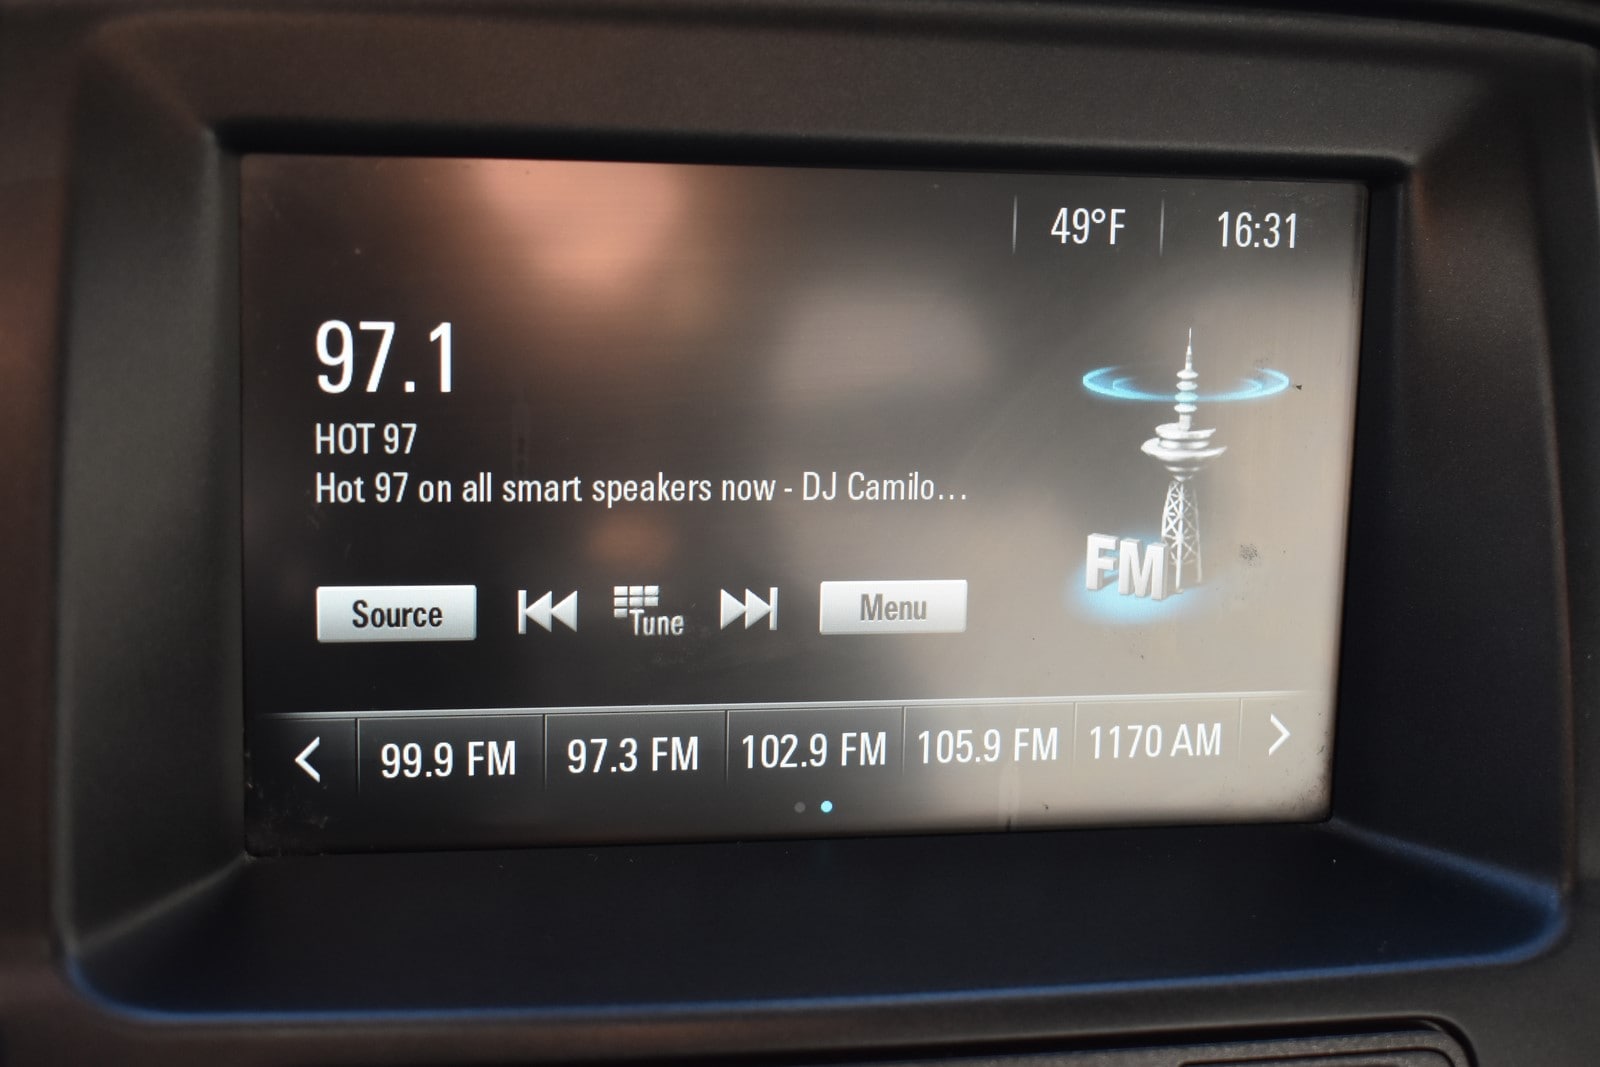 49°F 16:31
97.1
HOT 97
Hot 97 on all smart speakers now - DJ Camilo...
FM
Source Tune Menu
99.9 FM 97.3 FM 102.9 FM 105.9 FM 1170 AM